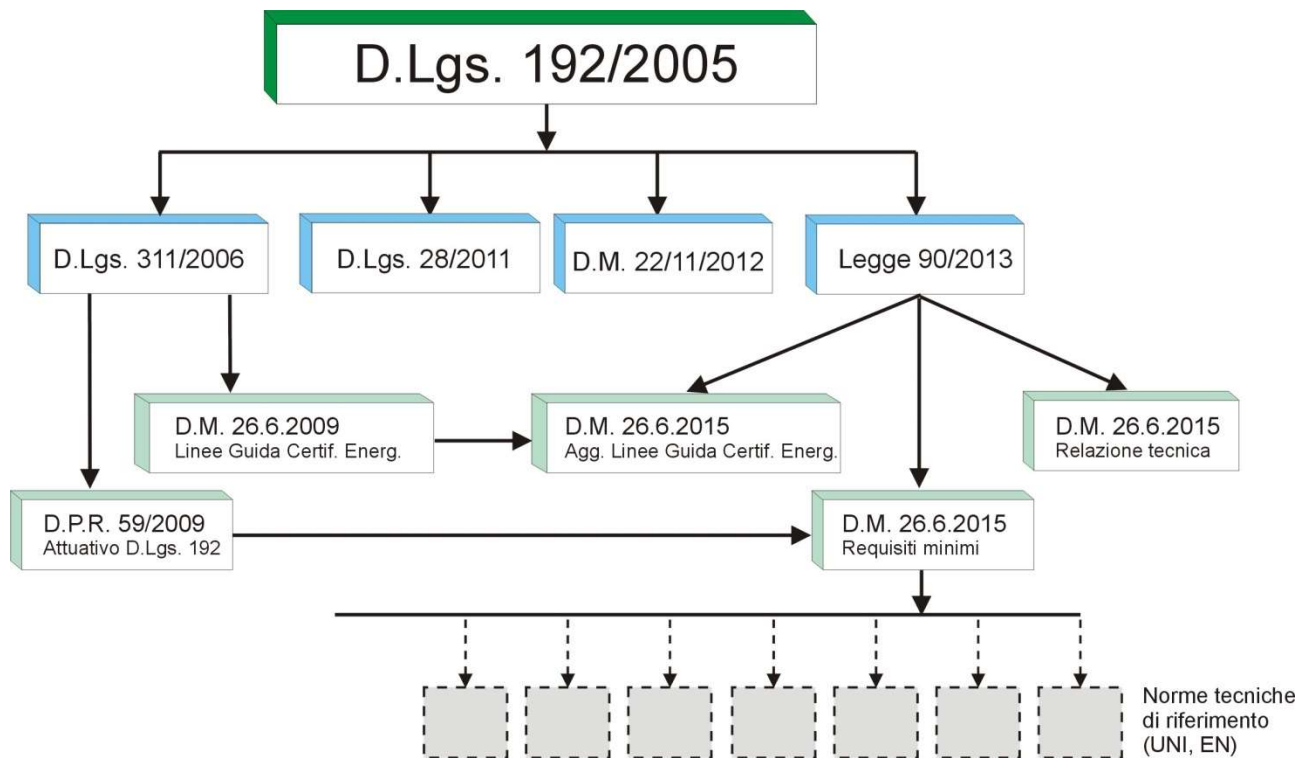 D.Lgs. 192/2005
D.Lgs. 311/2006
D.Lgs. 28/2011
D.M. 22/11/2012
Legge 90/2013
D.M. 26.6.2009
Linee Guida Certif. Energ.
D.M. 26.6.2015
Agg. Linee Guida Certif. Energ.
D.M. 26.6.2015
Relazione tecnica
D.P.R. 59/2009
Attuativo D.Lgs. 192
D.M. 26.6.2015
Requisiti minimi
Norme tecniche
di riferimento
(UNI, EN)